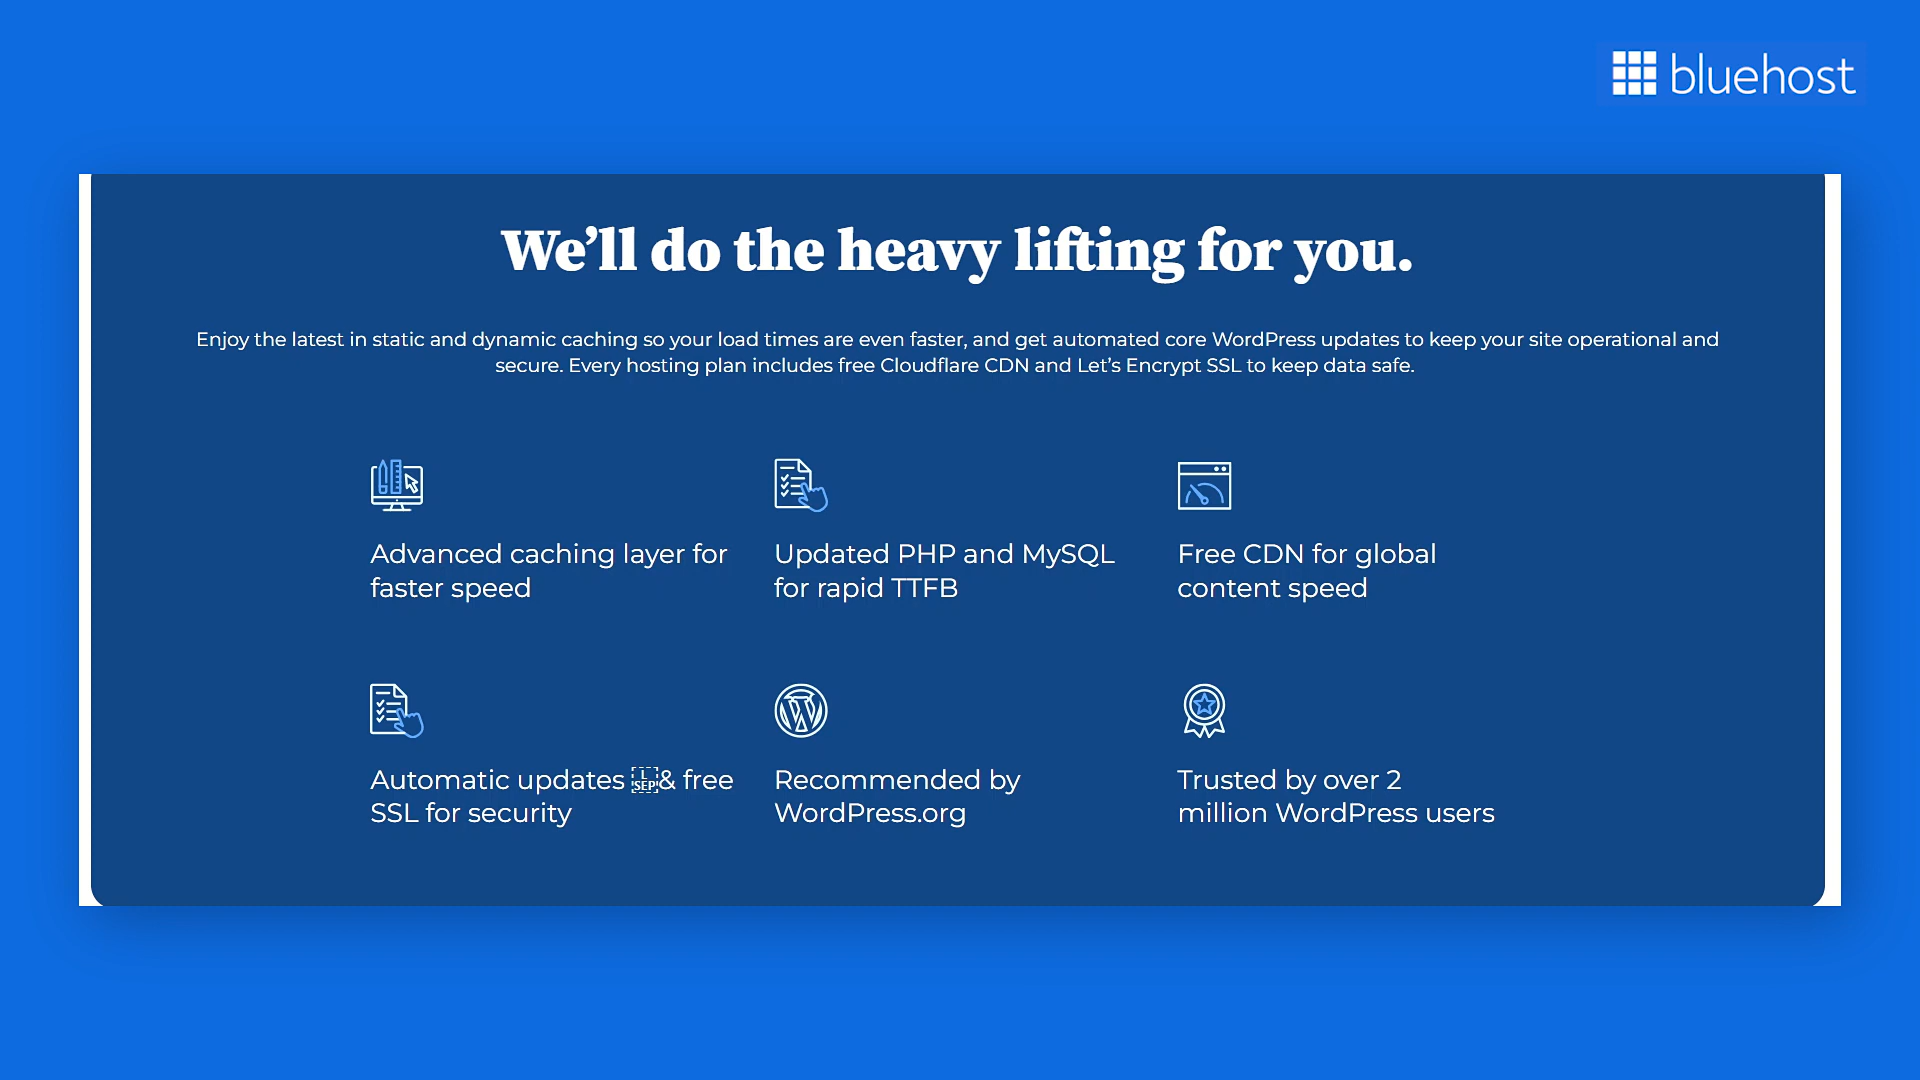 bluehost
We’ll do the heavy lifting for you.
Enjoy the latest in static and dynamic caching so your load times are even faster, and get automated core WordPress updates to keep your site operational and
secure. Every hosting plan includes free Cloudflare CDN and Let’s Encrypt SSL to keep data safe.
Advanced caching layer for
faster speed
Updated PHP and MySQL
for rapid TTFB
Free CDN for global
content speed
Automatic updates L SEP & free
SSL for security
Recommended by
WordPress.org
Trusted by over 2
million WordPress users